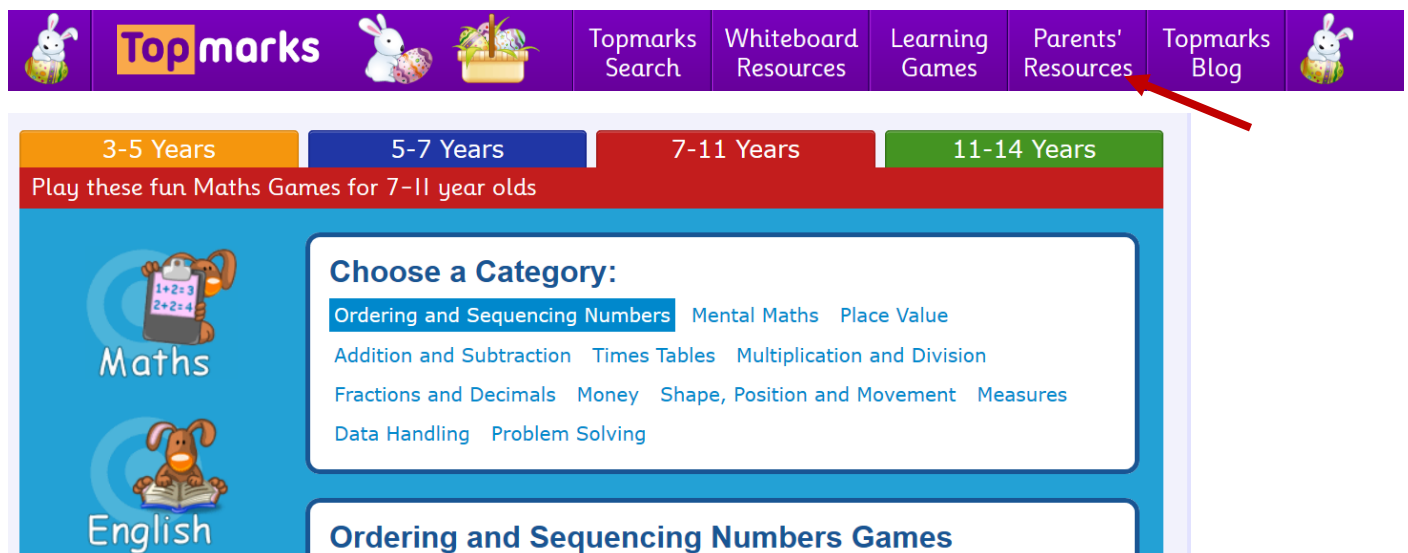 Topmarks
Topmarks Search
Whiteboard Resources
Learning Games
Parents' Resources
Topmarks Blog
3-5 Years
5-7 Years
7-11 Years
11-14 Years
Play these fun Maths Games for 7-11 year olds
1+2=3
2+2=4
Maths
English
Choose a Category:
Ordering and Sequencing Numbers Mental Maths Place Value
Addition and Subtraction Times Tables Multiplication and Division
Fractions and Decimals Money Shape, Position and Movement Measures
Data Handling Problem Solving
Ordering and Sequencing Numbers Games